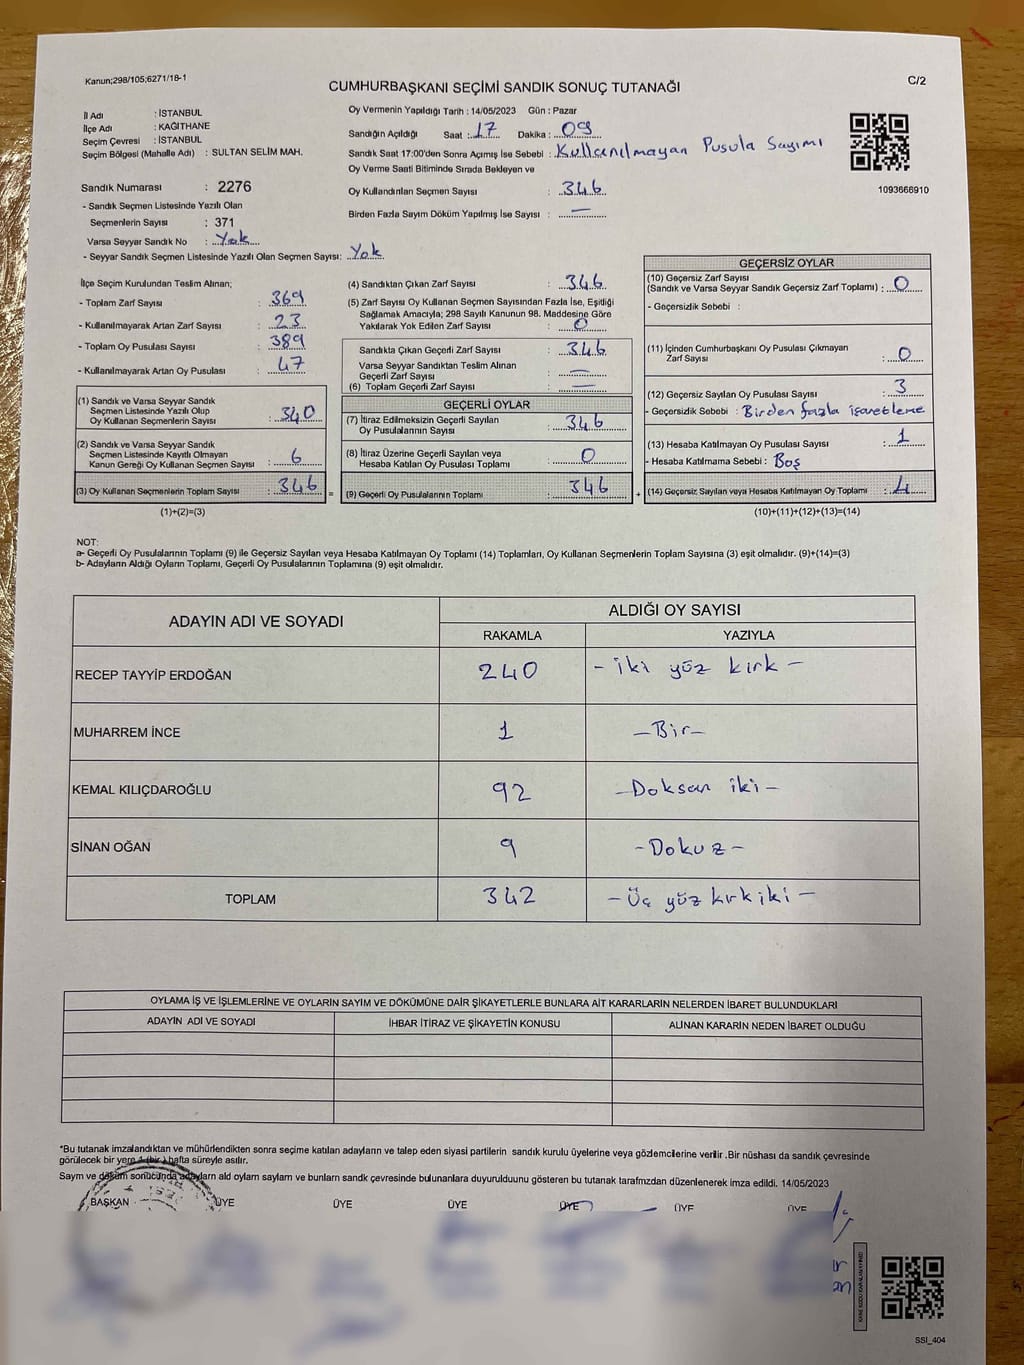 Kanun;298/105;6271/18-1
C/2
CUMHURBAŞKANI SEÇİMİ SANDIK SONUÇ TUTANAĞI
İl Adı : İSTANBUL
İlçe Adı : KAĞITHANE
Seçim Çevresi : İSTANBUL
Seçim Bölgesi (Mahalle Adı) : SULTAN SELİM MAH.
Oy Vermenin Yapıldığı Tarih : 14/05/2023 Gün : Pazar
Sandığın Açıldığı Saat : 17 Dakika : 09
Sandık Saat 17:00'den Sonra Açımış İse Sebebi : Kullanılmayan Pusula Sayımı
Oy Verme Saati Bitiminde Sırada Bekleyen ve
Oy Kullandırılan Seçmen Sayısı : 346
Birden Fazla Sayım Döküm Yapılmış İse Sayısı : —
1093666910
Sandık Numarası : 2276
- Sandık Seçmen Listesinde Yazılı Olan
Seçmenlerin Sayısı : 371
Varsa Seyyar Sandık No : Yok
- Seyyar Sandık Seçmen Listesinde Yazılı Olan Seçmen Sayısı: Yok
İlçe Seçim Kurulundan Teslim Alınan;
- Toplam Zarf Sayısı : 369
- Kullanılmayarak Artan Zarf Sayısı : 23
- Toplam Oy Pusulası Sayısı : 389
- Kullanılmayarak Artan Oy Pusulası : 47
(1) Sandık ve Varsa Seyyar Sandık
Seçmen Listesinde Yazılı Olup
Oy Kullanan Seçmenlerin Sayısı : 340
(2) Sandık ve Varsa Seyyar Sandık
Seçmen Listesinde Kayıtlı Olmayan
Kanun Gereği Oy Kullanan Seçmen Sayısı : 6
(3) Oy Kullanan Seçmenlerin Toplam Sayısı : 346
(1)+(2)=(3)
(4) Sandıktan Çıkan Zarf Sayısı : 346
(5) Zarf Sayısı Oy Kullanan Seçmen Sayısından Fazla İse, Eşitliği
Sağlamak Amacıyla; 298 Sayılı Kanunun 98. Maddesine Göre
Yakılarak Yok Edilen Zarf Sayısı : 0
Sandıkta Çıkan Geçerli Zarf Sayısı : 346
Varsa Seyyar Sandıktan Teslim Alınan
Geçerli Zarf Sayısı : —
(6) Toplam Geçerli Zarf Sayısı : —
GEÇERLİ OYLAR
(7) İtiraz Edilmeksizin Geçerli Sayılan
Oy Pusulalarının Sayısı : 346
(8) İtiraz Üzerine Geçerli Sayılan veya
Hesaba Katılan Oy Pusulası Toplamı : 0
= (9) Geçerli Oy Pusulalarının Toplamı : 346 +
GEÇERSİZ OYLAR
(10) Geçersiz Zarf Sayısı
(Sandık ve Varsa Seyyar Sandık Geçersiz Zarf Toplamı) : 0
- Geçersizlik Sebebi :
(11) İçinden Cumhurbaşkanı Oy Pusulası Çıkmayan
Zarf Sayısı : 0
(12) Geçersiz Sayılan Oy Pusulası Sayısı : 3
- Geçersizlik Sebebi : Birden fazla işaretleme
(13) Hesaba Katılmayan Oy Pusulası Sayısı : 1
- Hesaba Katılmama Sebebi : Boş
(14) Geçersiz Sayılan veya Hesaba Katılmayan Oy Toplamı : 4
(10)+(11)+(12)+(13)=(14)
NOT:
a- Geçerli Oy Pusulalarının Toplamı (9) ile Geçersiz Sayılan veya Hesaba Katılmayan Oy Toplamı (14) Toplamları, Oy Kullanan Seçmenlerin Toplam Sayısına (3) eşit olmalıdır. (9)+(14)=(3)
b- Adayların Aldığı Oyların Toplamı, Geçerli Oy Pusulalarının Toplamına (9) eşit olmalıdır.
ADAYIN ADI VE SOYADI
ALDIĞI OY SAYISI
RAKAMLA YAZIYLA
RECEP TAYYİP ERDOĞAN 240 - iki yüz kırk -
MUHARREM İNCE 1 - Bir -
KEMAL KILIÇDAROĞLU 92 - Doksan iki -
SİNAN OĞAN 9 - Dokuz -
TOPLAM 342 - Üç yüz kırkiki -
OYLAMA İŞ VE İŞLEMLERİNE VE OYLARIN SAYIM VE DÖKÜMÜNE DAİR ŞİKAYETLERLE BUNLARA AİT KARARLARIN NELERDEN İBARET BULUNDUKLARI
ADAYIN ADI VE SOYADI
İHBAR İTİRAZ VE ŞİKAYETİN KONUSU
ALINAN KARARIN NEDEN İBARET OLDUĞU
*Bu tutanak imzalandıktan ve mühürlendikten sonra seçime katılan adayların ve talep eden siyasi partilerin sandık kurulu üyelerine veya gözlemcilerine verilir .Bir nüshası da sandık çevresinde
görülecek bir yere 1 (bir ) hafta süreyle asılır.
Sayım ve döküm sonucunda adayların ald oylarn sayların ve bunların sandk çevresinde bulunanlara duyurulduunu gösteren bu tutanak tarafmzdan düzenlenerek imza edildi. 14/05/2023
BAŞKAN ÜYE ÜYE ÜYE ÜYE ÜYE ÜYE
SSI_404